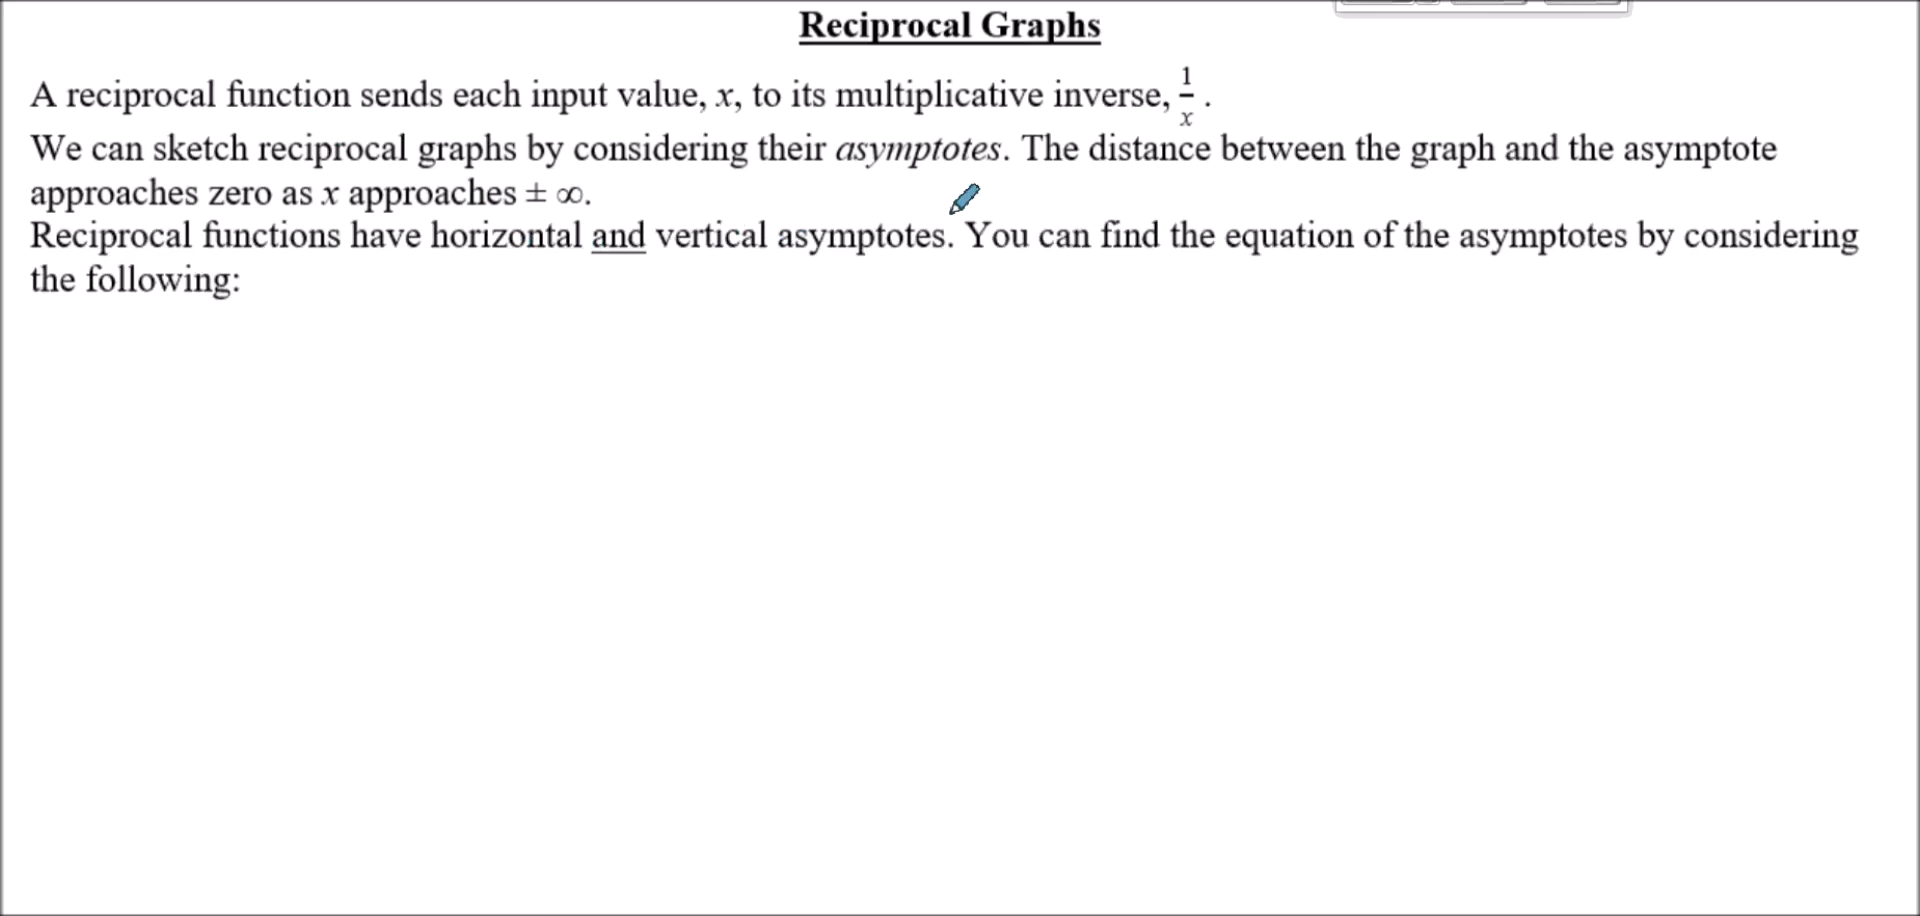 Reciprocal Graphs
A reciprocal function sends each input value, x, to its multiplicative inverse, 1/x .
We can sketch reciprocal graphs by considering their asymptotes. The distance between the graph and the asymptote
approaches zero as x approaches ± ∞.
Reciprocal functions have horizontal and vertical asymptotes. You can find the equation of the asymptotes by considering
the following: